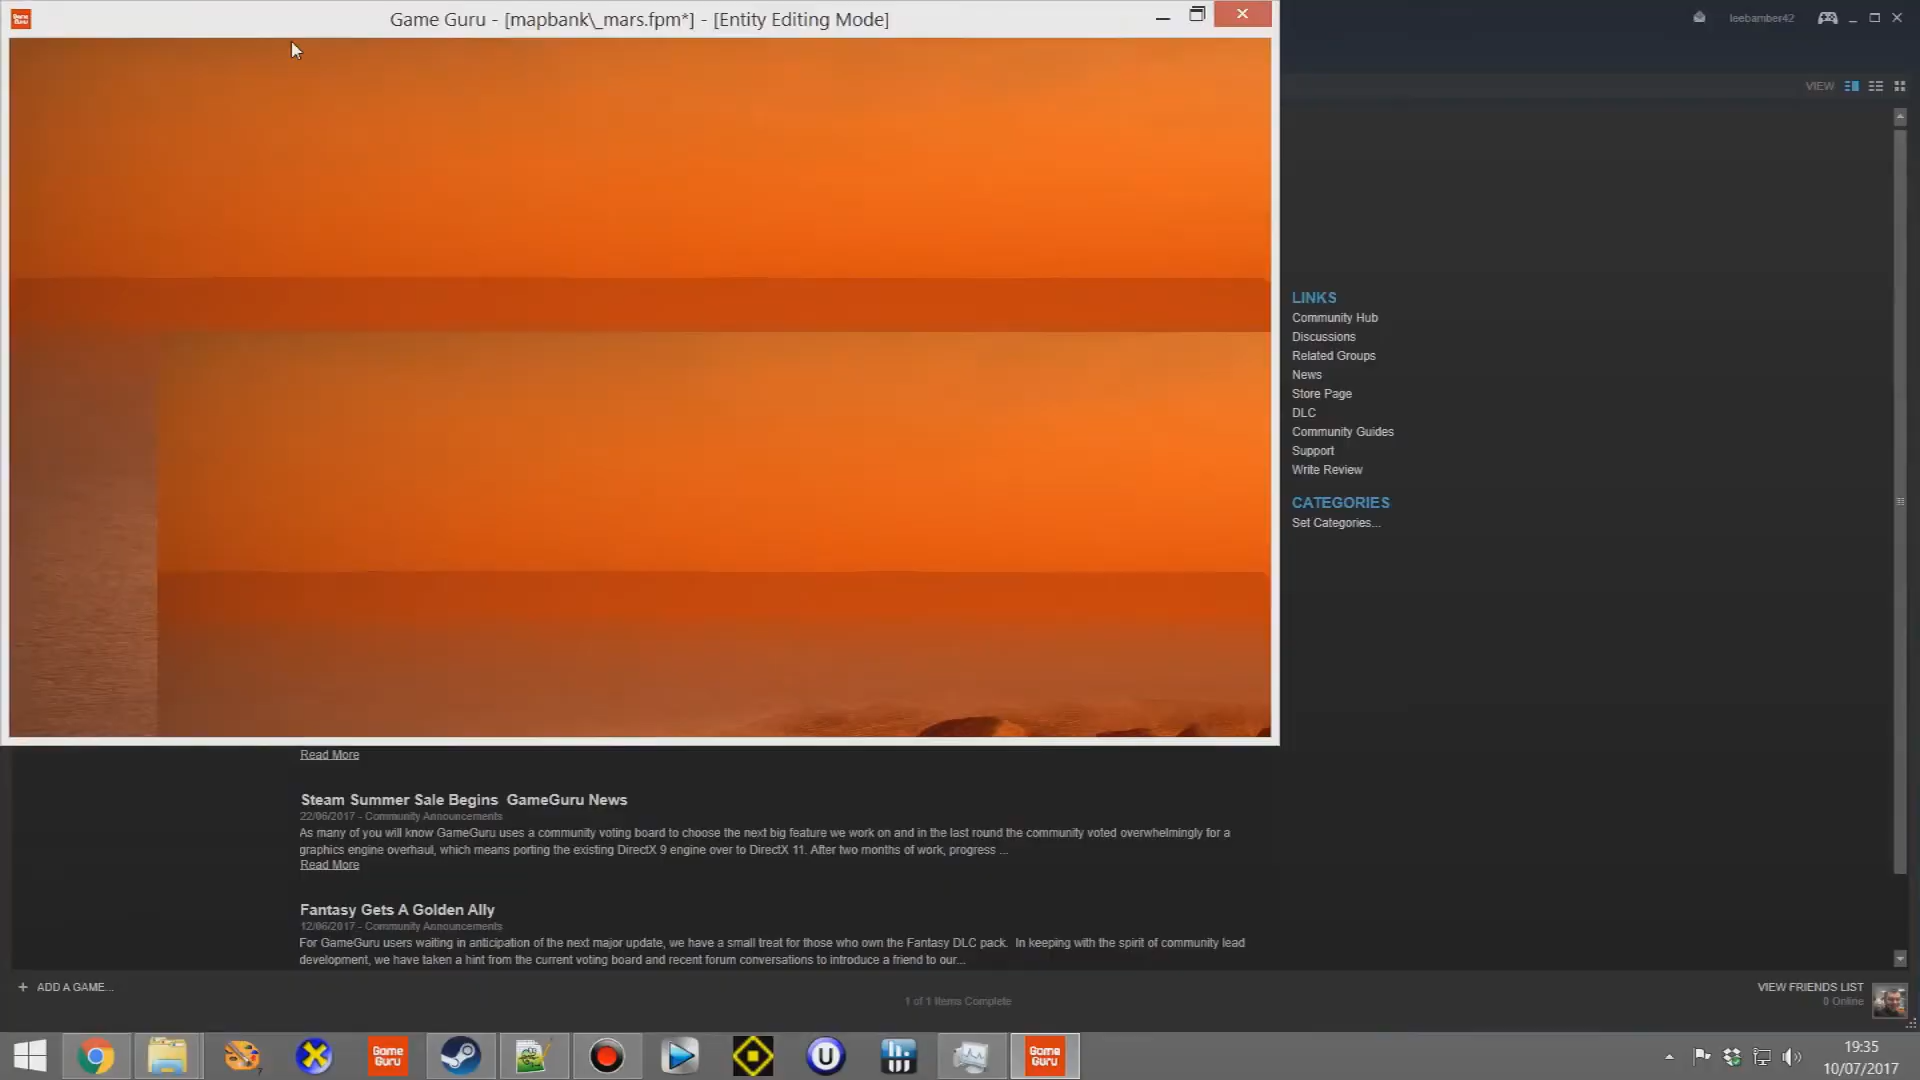 Game Guru - [mapbank\_mars.fpm*] - [Entity Editing Mode]
leebamber42
VIEW
LINKS
Community Hub
Discussions
Related Groups
News
Store Page
DLC
Community Guides
Support
Write Review
CATEGORIES
Set Categories...
Read More
Steam Summer Sale Begins GameGuru News
22/06/2017 - Community Announcements
As many of you will know GameGuru uses a community voting board to choose the next big feature we work on and in the last round the community voted overwhelmingly for a
graphics engine overhaul, which means porting the existing DirectX 9 engine over to DirectX 11. After two months of work, progress ...
Read More
Fantasy Gets A Golden Ally
12/06/2017 - Community Announcements
For GameGuru users waiting in anticipation of the next major update, we have a small treat for those who own the Fantasy DLC pack. In keeping with the spirit of community lead
development, we have taken a hint from the current voting board and recent forum conversations to introduce a friend to our...
+ ADD A GAME...
1 of 1 Items Complete
VIEW FRIENDS LIST
0 Online
Game
Guru
U
Game
Guru
19:35
10/07/2017